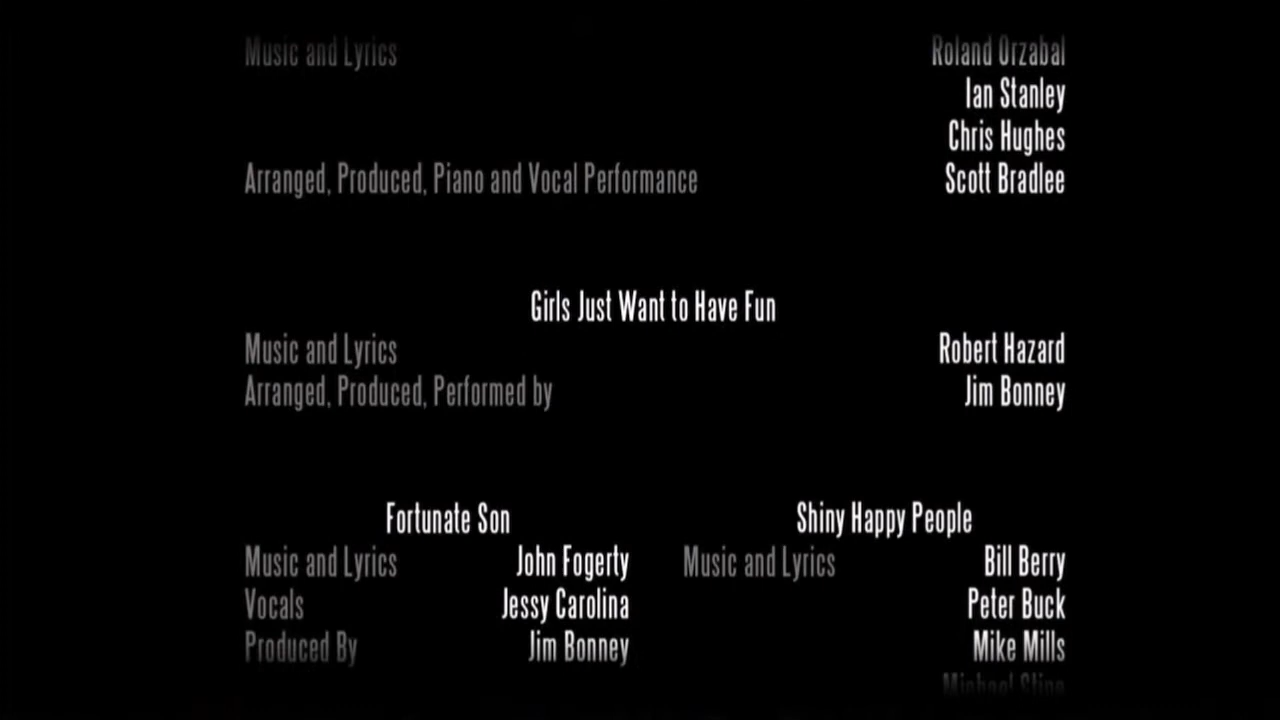 Music and Lyrics Roland Orzabal
Ian Stanley
Chris Hughes
Arranged, Produced, Piano and Vocal Performance Scott Bradlee
Girls Just Want to Have Fun
Music and Lyrics Robert Hazard
Arranged, Produced, Performed by Jim Bonney
Fortunate Son
Music and Lyrics John Fogerty
Vocals Jessy Carolina
Produced By Jim Bonney
Shiny Happy People
Music and Lyrics Bill Berry
Peter Buck
Mike Mills
Michael Stipe